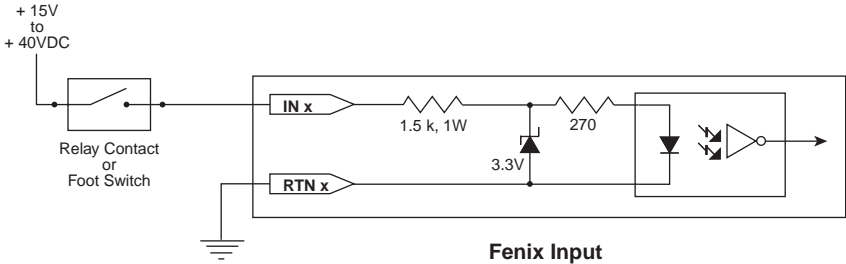 + 15V
to
+ 40VDC
IN x
1.5 k, 1W
270
Relay Contact
or
Foot Switch
3.3V
RTN x
Fenix Input